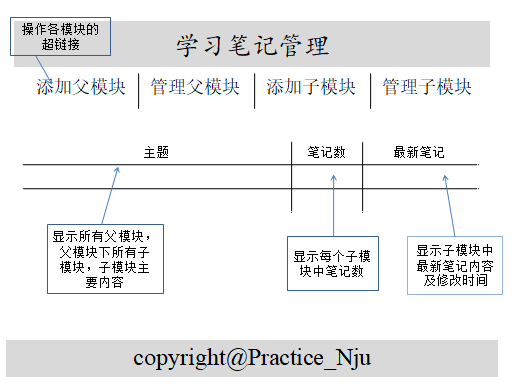 操作各模块的
超链接
学习笔记管理
添加父模块 管理父模块 添加子模块 管理子模块
主题 笔记数 最新笔记
显示所有父模块，
父模块下所有子
模块，子模块主
要内容
显示每个子模
块中笔记数
显示子模块中
最新笔记内容
及修改时间
copyright@Practice_Nju